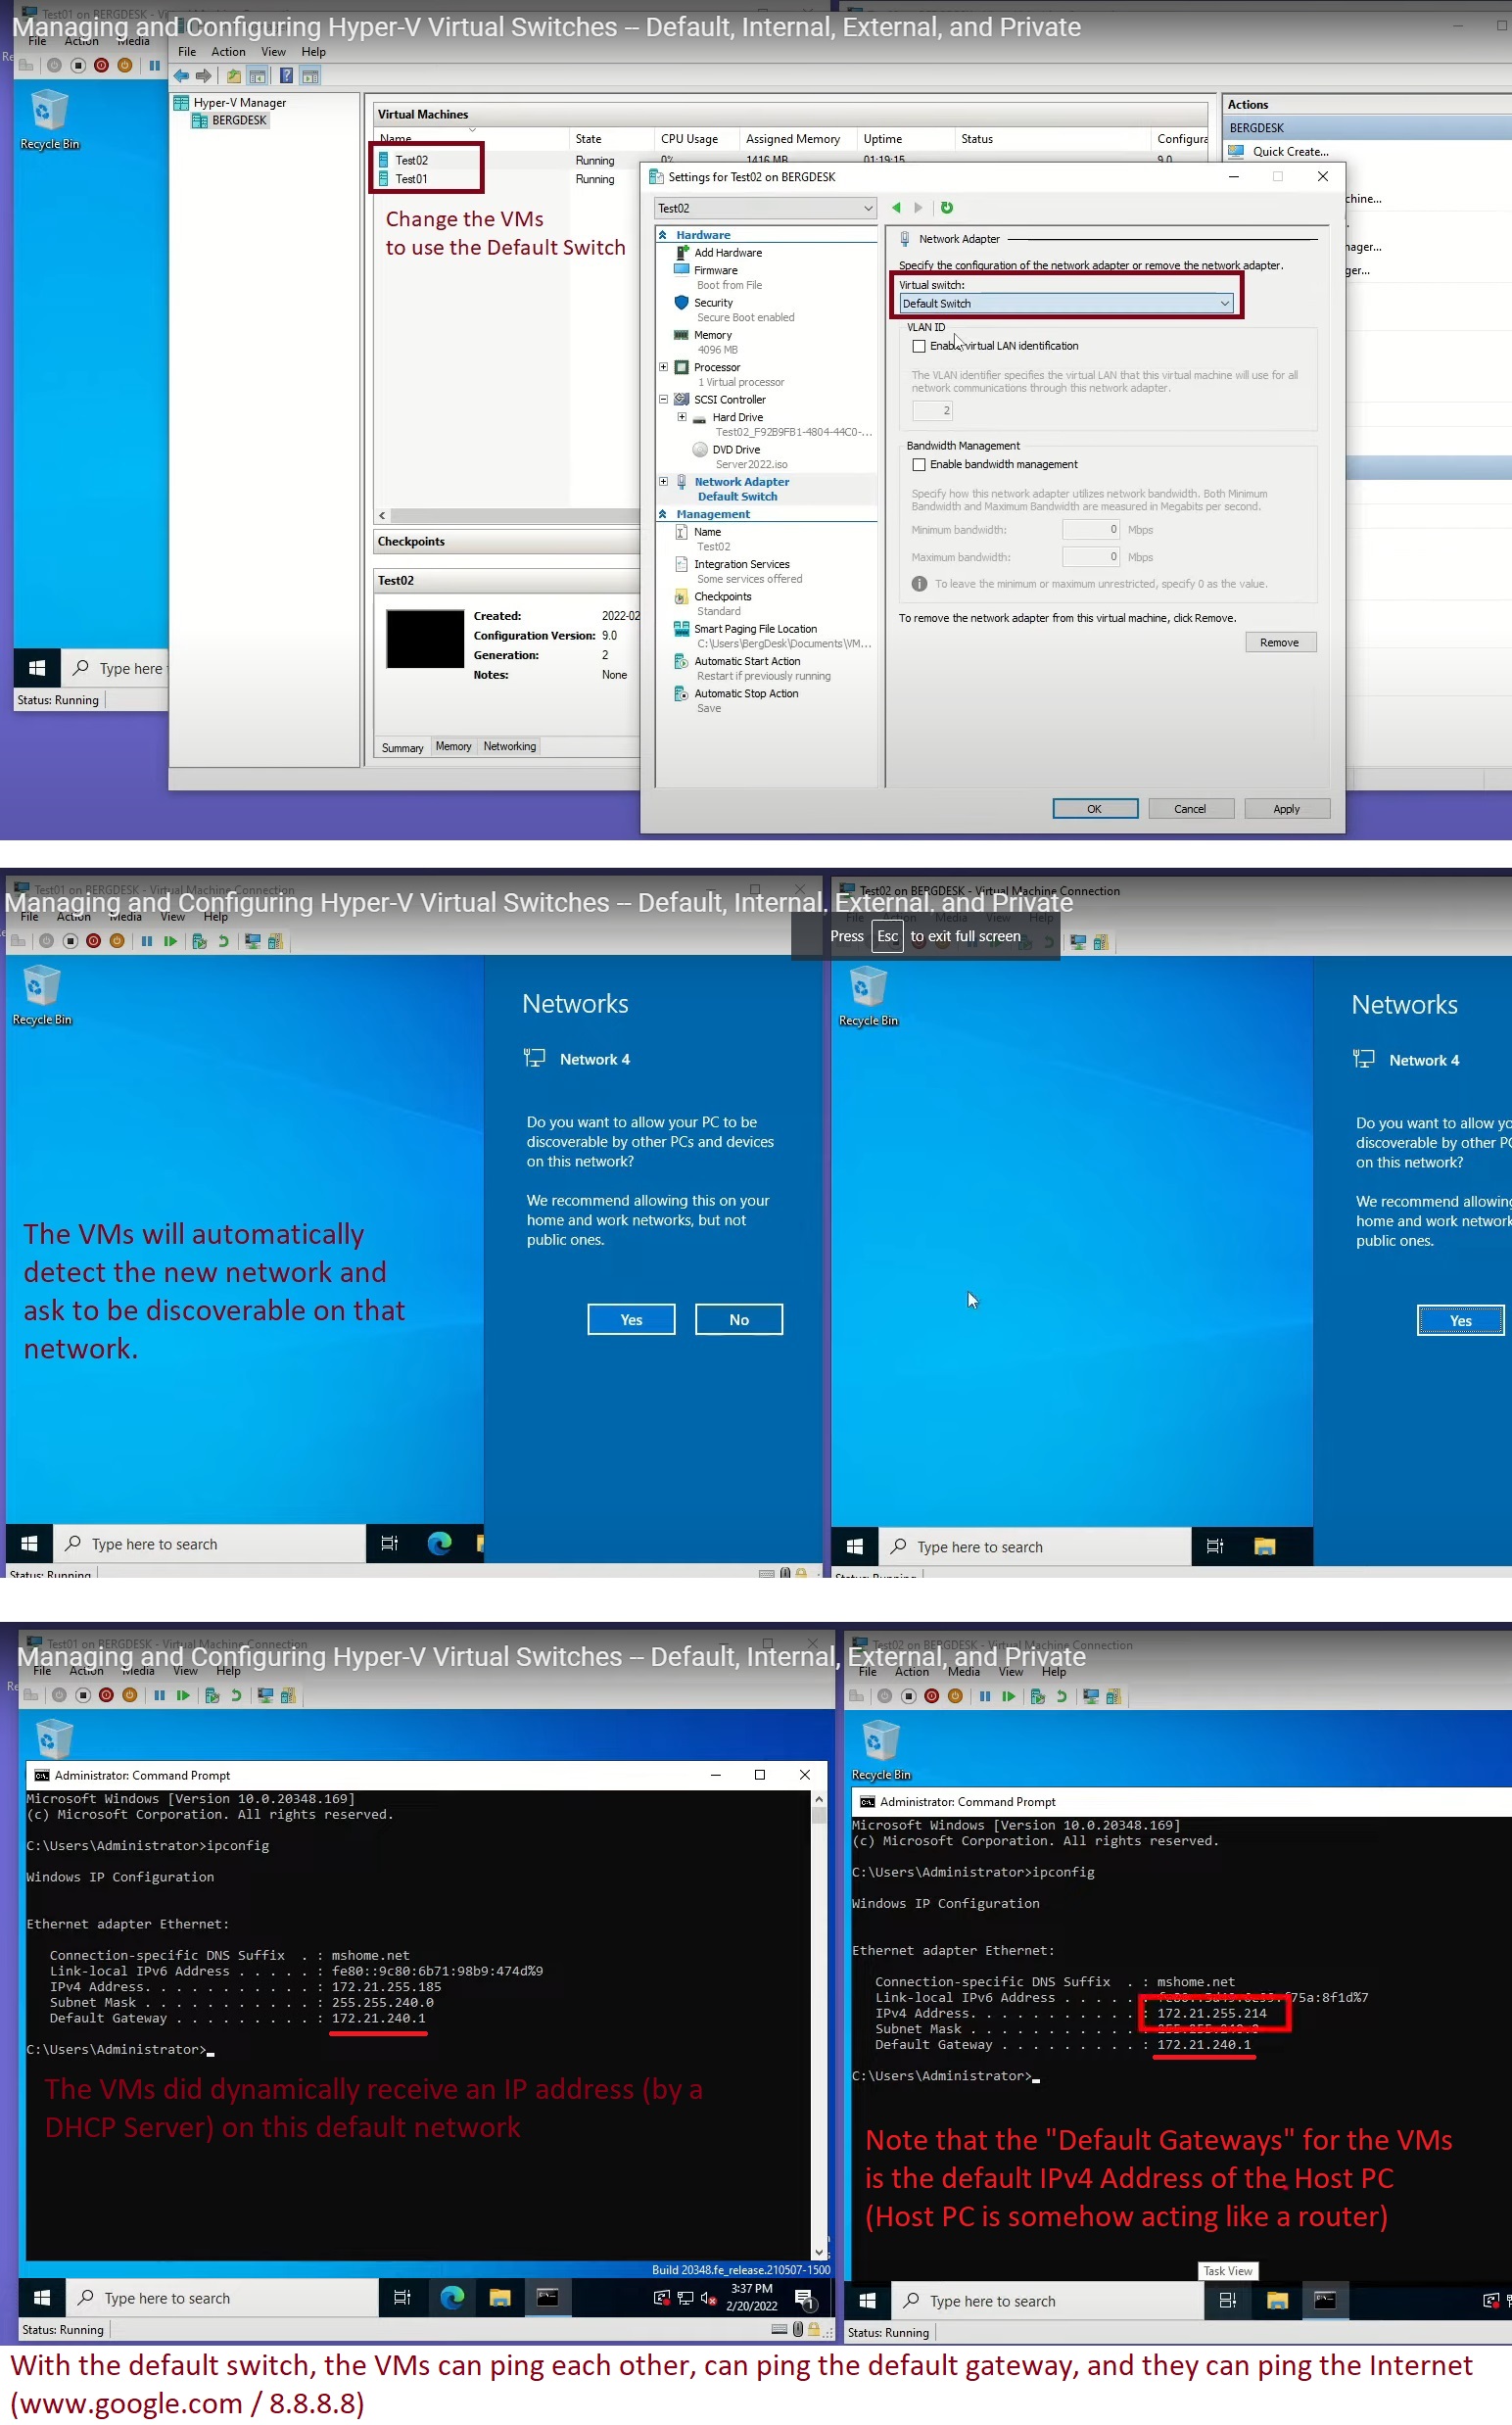 Managing and Configuring Hyper-V Virtual Switches -- Default, Internal, External, and Private
File Action Media
File Action View Help
Recycle Bin
Type here
Status: Running
Hyper-V Manager
BERGDESK
Virtual Machines
Name State CPU Usage Assigned Memory Uptime Status Configura
Test02 Running 0% 1416 MB 01:19:15 9.0
Test01 Running
Change the VMs
to use the Default Switch
Checkpoints
Test02
Created: 2022-02
Configuration Version: 9.0
Generation: 2
Notes: None
Summary Memory Networking
Actions
BERGDESK
Quick Create...
chine...
ager...
ger...
Settings for Test02 on BERGDESK
Test02
Hardware
Add Hardware
Firmware
Boot from File
Security
Secure Boot enabled
Memory
4096 MB
Processor
1 Virtual processor
SCSI Controller
Hard Drive
Test02_F92B9FB1-4804-44C0-...
DVD Drive
Server2022.iso
Network Adapter
Default Switch
Management
Name
Test02
Integration Services
Some services offered
Checkpoints
Standard
Smart Paging File Location
C:\Users\BergDesk\Documents\VM...
Automatic Start Action
Restart if previously running
Automatic Stop Action
Save
Network Adapter
Specify the configuration of the network adapter or remove the network adapter.
Virtual switch:
Default Switch
VLAN ID
Enable virtual LAN identification
The VLAN identifier specifies the virtual LAN that this virtual machine will use for all
network communications through this network adapter.
2
Bandwidth Management
Enable bandwidth management
Specify how this network adapter utilizes network bandwidth. Both Minimum
Bandwidth and Maximum Bandwidth are measured in Megabits per second.
Minimum bandwidth: 0 Mbps
Maximum bandwidth: 0 Mbps
To leave the minimum or maximum unrestricted, specify 0 as the value.
To remove the network adapter from this virtual machine, click Remove.
Remove
OK Cancel Apply
Test01 on BERGDESK - Virtual Machine Connection
Test02 on BERGDESK - Virtual Machine Connection
Managing and Configuring Hyper-V Virtual Switches -- Default, Internal, External, and Private
File Action Media View Help
File Action Media View Help
Press Esc to exit full screen
Recycle Bin
Networks
Network 4
Do you want to allow your PC to be
discoverable by other PCs and devices
on this network?
We recommend allowing this on your
home and work networks, but not
public ones.
Yes No
The VMs will automatically
detect the new network and
ask to be discoverable on that
network.
Type here to search
Status: Running
Recycle Bin
Networks
Network 4
Do you want to allow yo
discoverable by other PC
on this network?
We recommend allowing
home and work network
public ones.
Yes
Type here to search
Status: Running
Test01 on BERGDESK - Virtual Machine Connection
Test02 on BERGDESK - Virtual Machine Connection
Managing and Configuring Hyper-V Virtual Switches -- Default, Internal, External, and Private
File Action Media View Help
File Action Media View Help
Administrator: Command Prompt
Microsoft Windows [Version 10.0.20348.169]
(c) Microsoft Corporation. All rights reserved.
C:\Users\Administrator>ipconfig
Windows IP Configuration
Ethernet adapter Ethernet:
Connection-specific DNS Suffix . : mshome.net
Link-local IPv6 Address . . . . . : fe80::9c80:6b71:98b9:474d%9
IPv4 Address. . . . . . . . . . . : 172.21.255.185
Subnet Mask . . . . . . . . . . . : 255.255.240.0
Default Gateway . . . . . . . . . : 172.21.240.1
C:\Users\Administrator>
The VMs did dynamically receive an IP address (by a
DHCP Server) on this default network
Build 20348.fe_release.210507-1500
Type here to search
3:37 PM
2/20/2022
1
Status: Running
Recycle Bin
Administrator: Command Prompt
Microsoft Windows [Version 10.0.20348.169]
(c) Microsoft Corporation. All rights reserved.
C:\Users\Administrator>ipconfig
Windows IP Configuration
Ethernet adapter Ethernet:
Connection-specific DNS Suffix . : mshome.net
Link-local IPv6 Address . . . . . : 75a:8f1d%7
IPv4 Address. . . . . . . . . . . : 172.21.255.214
Subnet Mask . . . . . . . . . . . : 255.255.240.0
Default Gateway . . . . . . . . . : 172.21.240.1
C:\Users\Administrator>
Note that the "Default Gateways" for the VMs
is the default IPv4 Address of the Host PC
(Host PC is somehow acting like a router)
Task View
Type here to search
Status: Running
With the default switch, the VMs can ping each other, can ping the default gateway, and they can ping the Internet
(www.google.com / 8.8.8.8)